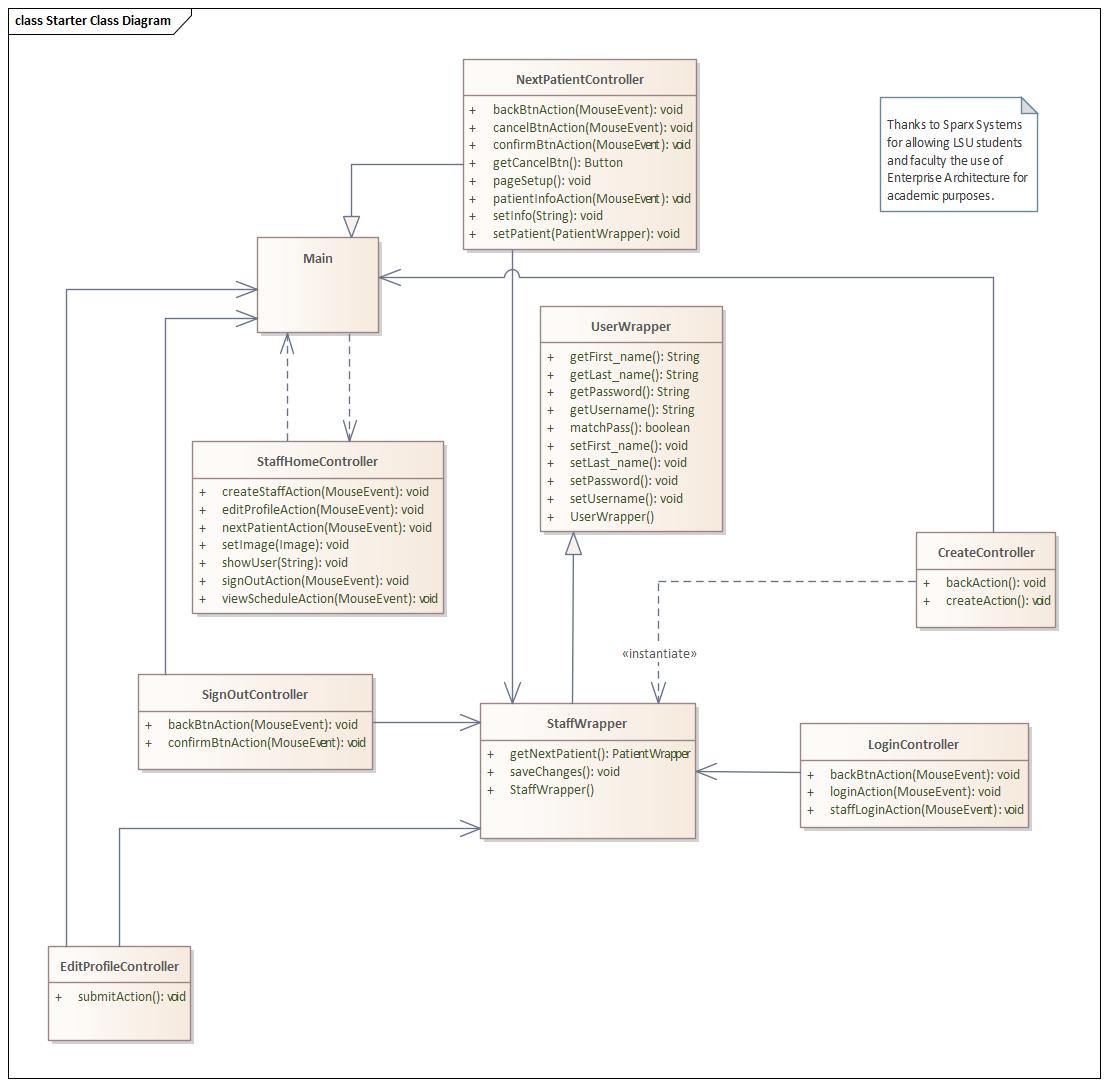 class Starter Class Diagram
NextPatientController
+ backBtnAction(MouseEvent): void
+ cancelBtnAction(MouseEvent): void
+ confirmBtnAction(MouseEvent): void
+ getCancelBtn(): Button
+ pageSetup(): void
+ patientInfoAction(MouseEvent): void
+ setInfo(String): void
+ setPatient(PatientWrapper): void
Thanks to Sparx Systems
for allowing LSU students
and faculty the use of
Enterprise Architecture for
academic purposes.
Main
UserWrapper
+ getFirst_name(): String
+ getLast_name(): String
+ getPassword(): String
+ getUsername(): String
+ matchPass(): boolean
+ setFirst_name(): void
+ setLast_name(): void
+ setPassword(): void
+ setUsername(): void
+ UserWrapper()
StaffHomeController
+ createStaffAction(MouseEvent): void
+ editProfileAction(MouseEvent): void
+ nextPatientAction(MouseEvent): void
+ setImage(Image): void
+ showUser(String): void
+ signOutAction(MouseEvent): void
+ viewScheduleAction(MouseEvent): void
CreateController
+ backAction(): void
+ createAction(): void
«instantiate»
SignOutController
+ backBtnAction(MouseEvent): void
+ confirmBtnAction(MouseEvent): void
StaffWrapper
+ getNextPatient(): PatientWrapper
+ saveChanges(): void
+ StaffWrapper()
LoginController
+ backBtnAction(MouseEvent): void
+ loginAction(MouseEvent): void
+ staffLoginAction(MouseEvent): void
EditProfileController
+ submitAction(): void